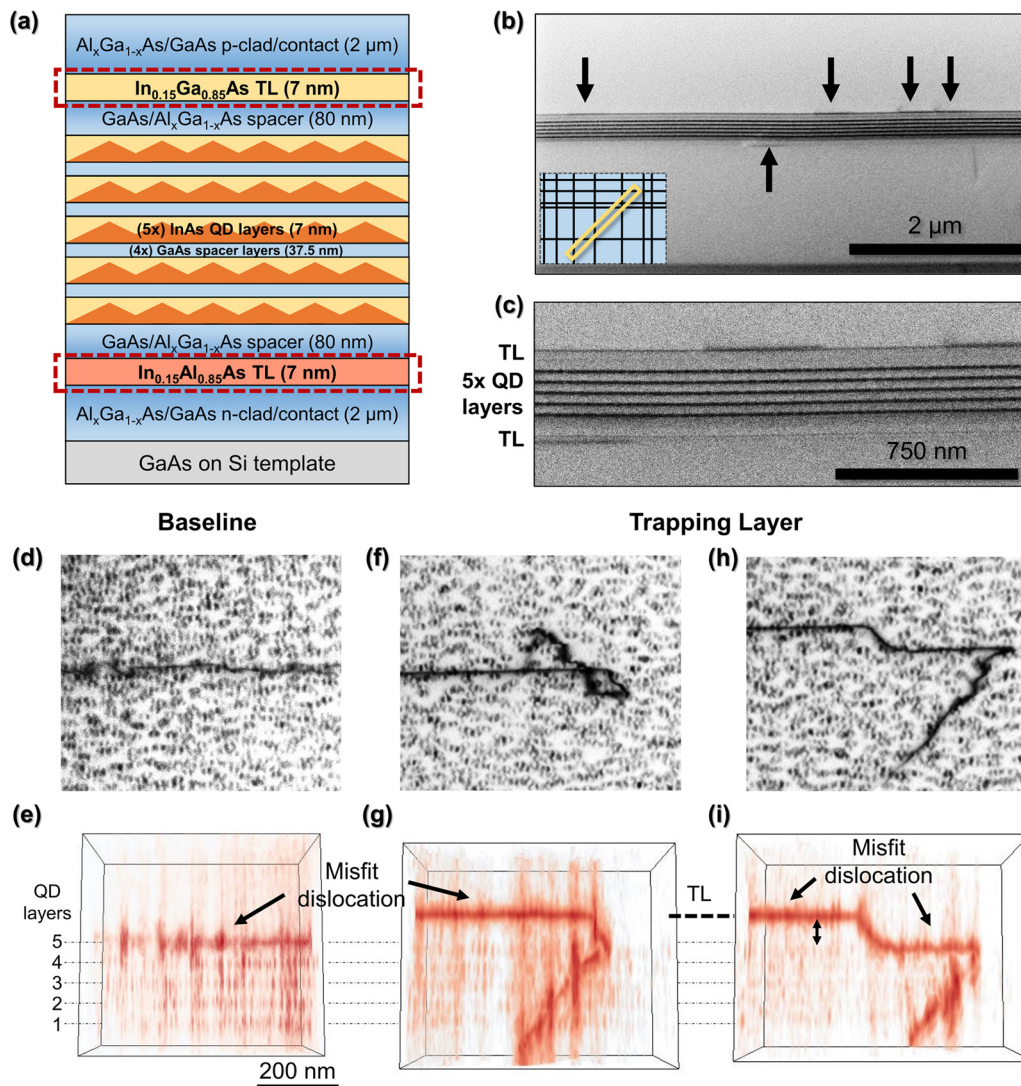 (a)
AlₓGa₁₋ₓAs/GaAs p-clad/contact (2 μm)
In₀.₁₅Ga₀.₈₅As TL (7 nm)
GaAs/AlₓGa₁₋ₓAs spacer (80 nm)
(5x) InAs QD layers (7 nm)
(4x) GaAs spacer layers (37.5 nm)
GaAs/AlₓGa₁₋ₓAs spacer (80 nm)
In₀.₁₅Al₀.₈₅As TL (7 nm)
AlₓGa₁₋ₓAs/GaAs n-clad/contact (2 μm)
GaAs on Si template
(b)
2 μm
(c)
TL
5x QD
layers
TL
750 nm
Baseline
Trapping Layer
(d)
(f)
(h)
(e)
(g)
(i)
QD
layers
5
4
3
2
1
Misfit
dislocation
TL
Misfit
dislocation
200 nm